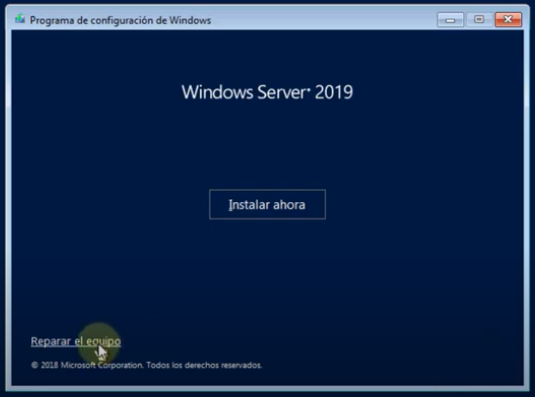 Programa de configuración de Windows
Windows Server® 2019
Instalar ahora
Reparar el equipo
© 2018 Microsoft Corporation. Todos los derechos reservados.